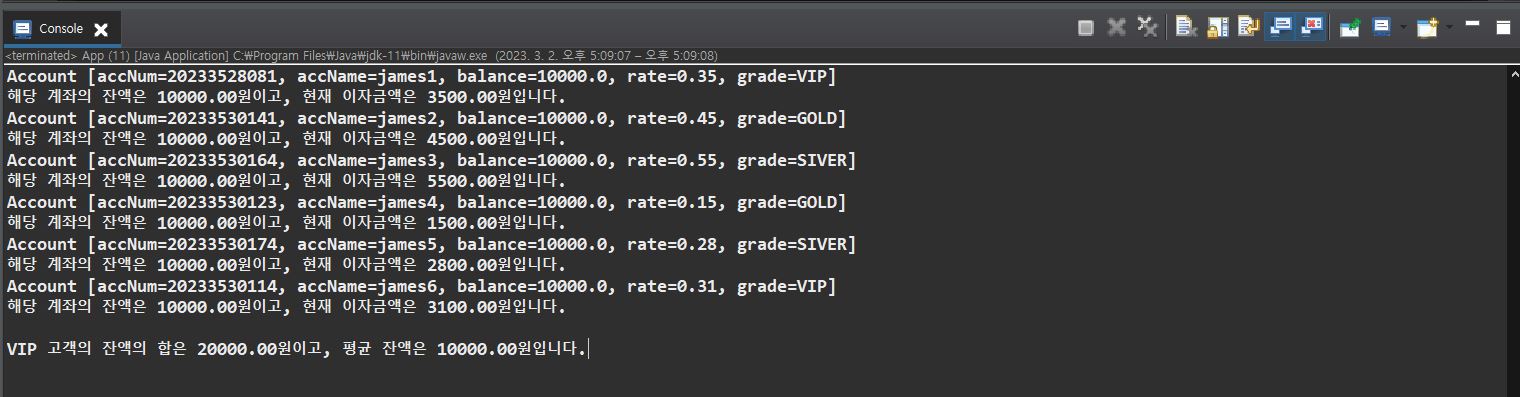 Console
<terminated> App (11) [Java Application] C:₩Program Files₩Java₩jdk-11₩bin₩javaw.exe (2023. 3. 2. 오후 5:09:07 – 오후 5:09:08)
Account [accNum=20233528081, accName=james1, balance=10000.0, rate=0.35, grade=VIP]
해당 계좌의 잔액은 10000.00원이고, 현재 이자금액은 3500.00원입니다.
Account [accNum=20233530141, accName=james2, balance=10000.0, rate=0.45, grade=GOLD]
해당 계좌의 잔액은 10000.00원이고, 현재 이자금액은 4500.00원입니다.
Account [accNum=20233530164, accName=james3, balance=10000.0, rate=0.55, grade=SIVER]
해당 계좌의 잔액은 10000.00원이고, 현재 이자금액은 5500.00원입니다.
Account [accNum=20233530123, accName=james4, balance=10000.0, rate=0.15, grade=GOLD]
해당 계좌의 잔액은 10000.00원이고, 현재 이자금액은 1500.00원입니다.
Account [accNum=20233530174, accName=james5, balance=10000.0, rate=0.28, grade=SIVER]
해당 계좌의 잔액은 10000.00원이고, 현재 이자금액은 2800.00원입니다.
Account [accNum=20233530114, accName=james6, balance=10000.0, rate=0.31, grade=VIP]
해당 계좌의 잔액은 10000.00원이고, 현재 이자금액은 3100.00원입니다.
VIP 고객의 잔액의 합은 20000.00원이고, 평균 잔액은 10000.00원입니다.